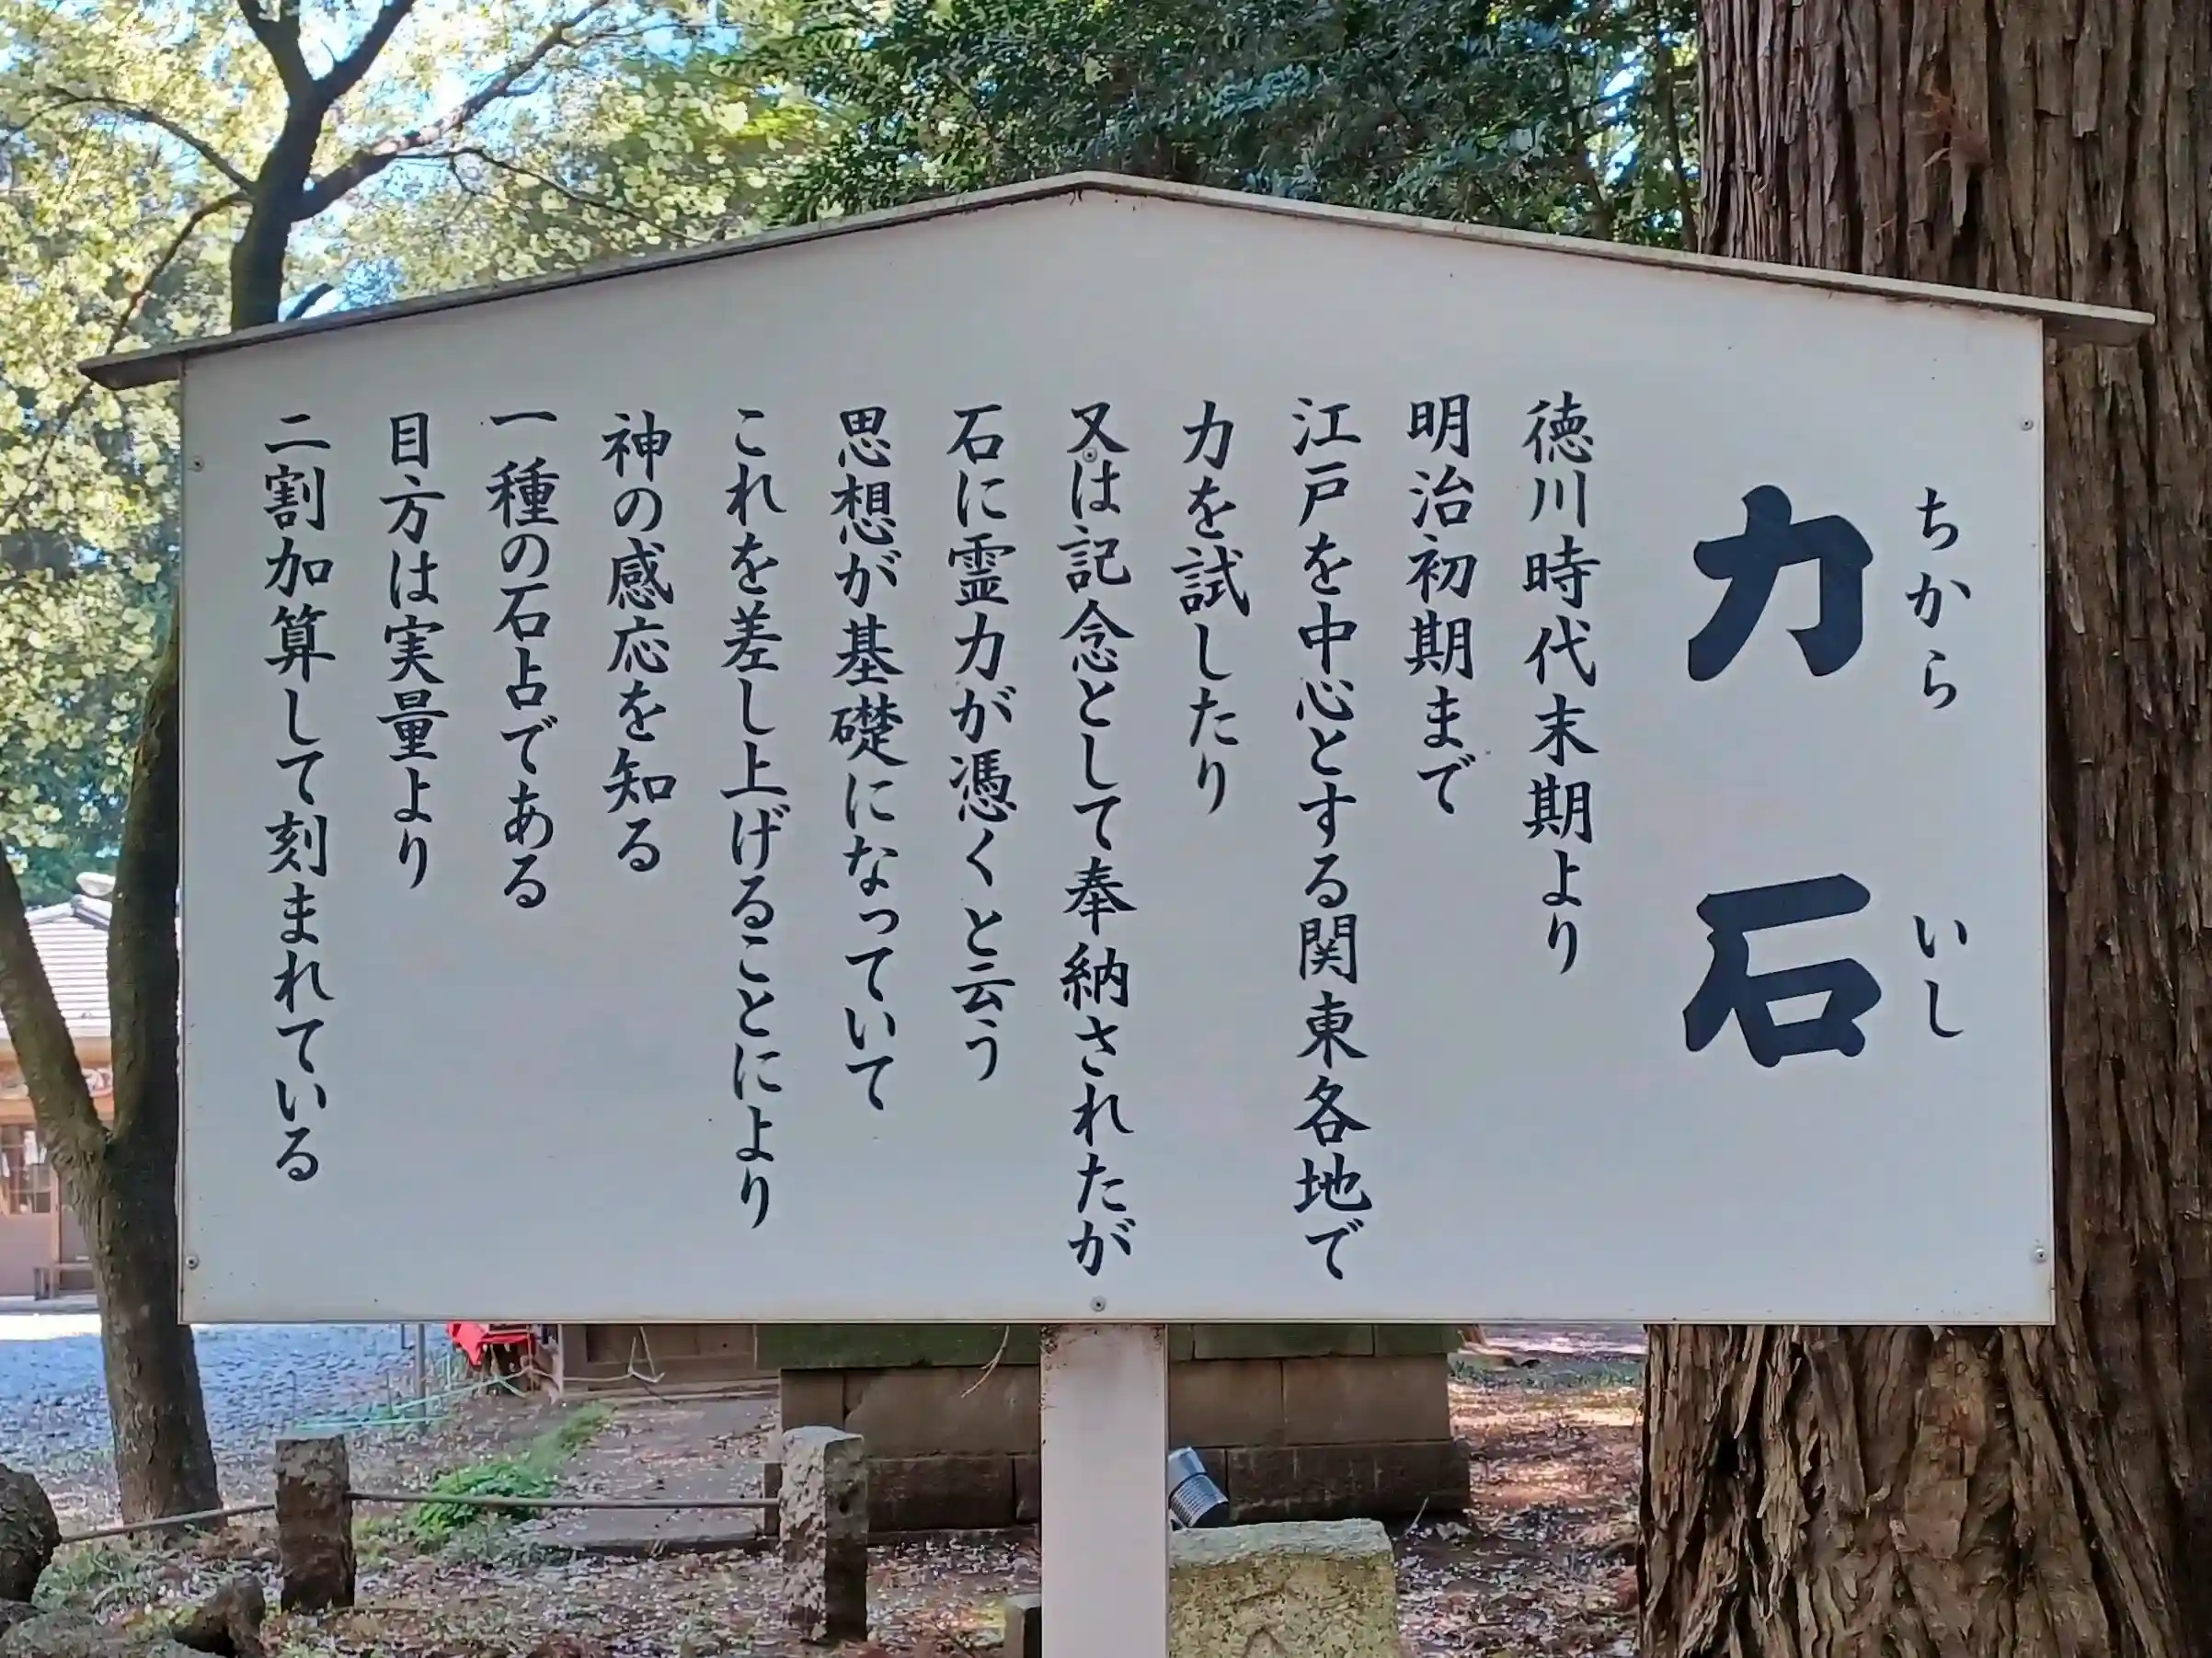 ちから いし
力石
徳川時代末期より
明治初期まで
江戸を中心とする関東各地で
力を試したり
又は記念として奉納されたが
石に霊力が憑くと云う
思想が基礎になっていて
これを差し上げることにより
神の感応を知る
一種の石占である
目方は実量より
二割加算して刻まれている